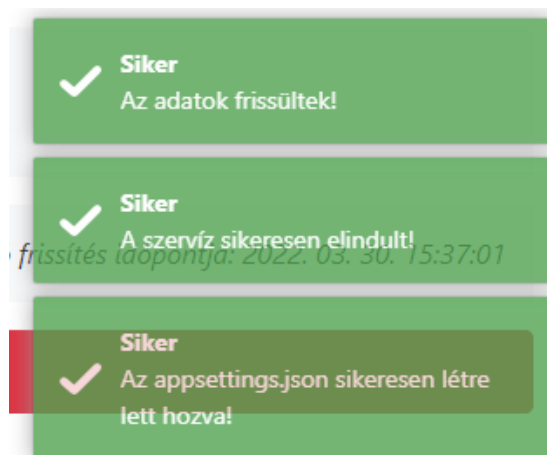 Siker
Az adatok frissültek!
Siker
A szervíz sikeresen elindult!
frissítés időpontja: 2022. 03. 30. 15:37:01
Siker
Az appsettings.json sikeresen létre
lett hozva!